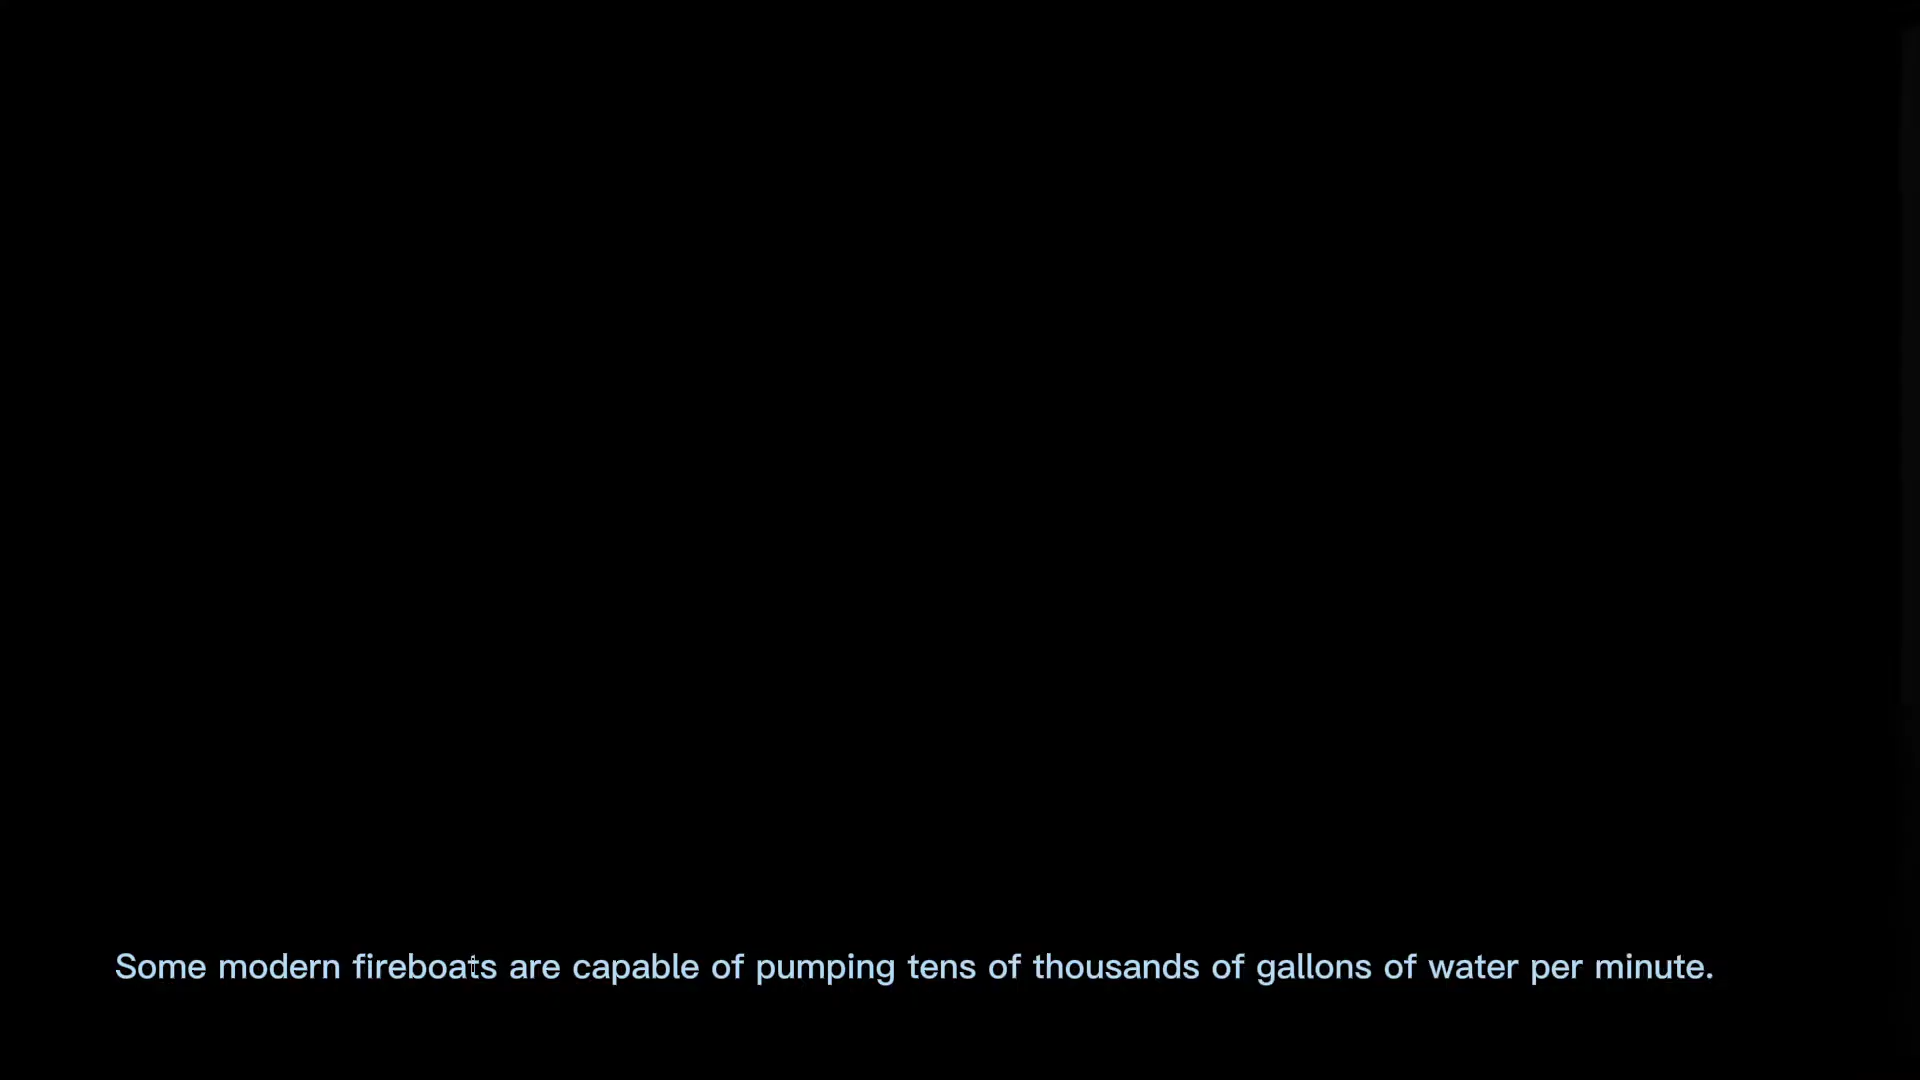 Some modern fireboats are capable of pumping tens of thousands of gallons of water per minute.